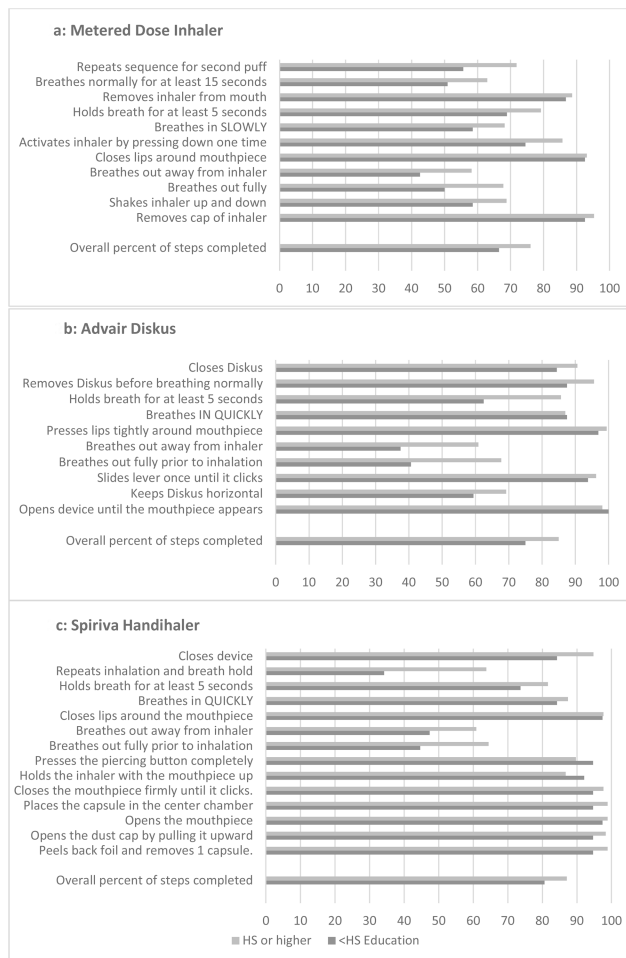 a: Metered Dose Inhaler
Repeats sequence for second puff
Breathes normally for at least 15 seconds
Removes inhaler from mouth
Holds breath for at least 5 seconds
Breathes in SLOWLY
Activates inhaler by pressing down one time
Closes lips around mouthpiece
Breathes out away from inhaler
Breathes out fully
Shakes inhaler up and down
Removes cap of inhaler
Overall percent of steps completed
0 10 20 30 40 50 60 70 80 90 100
b: Advair Diskus
Closes Diskus
Removes Diskus before breathing normally
Holds breath for at least 5 seconds
Breathes IN QUICKLY
Presses lips tightly around mouthpiece
Breathes out away from inhaler
Breathes out fully prior to inhalation
Slides lever once until it clicks
Keeps Diskus horizontal
Opens device until the mouthpiece appears
Overall percent of steps completed
0 10 20 30 40 50 60 70 80 90 100
c: Spiriva Handihaler
Closes device
Repeats inhalation and breath hold
Holds breath for at least 5 seconds
Breathes in QUICKLY
Closes lips around the mouthpiece
Breathes out away from inhaler
Breathes out fully prior to inhalation
Presses the piercing button completely
Holds the inhaler with the mouthpiece up
Closes the mouthpiece firmly until it clicks.
Places the capsule in the center chamber
Opens the mouthpiece
Opens the dust cap by pulling it upward
Peels back foil and removes 1 capsule.
Overall percent of steps completed
0 10 20 30 40 50 60 70 80 90 100
HS or higher <HS Education